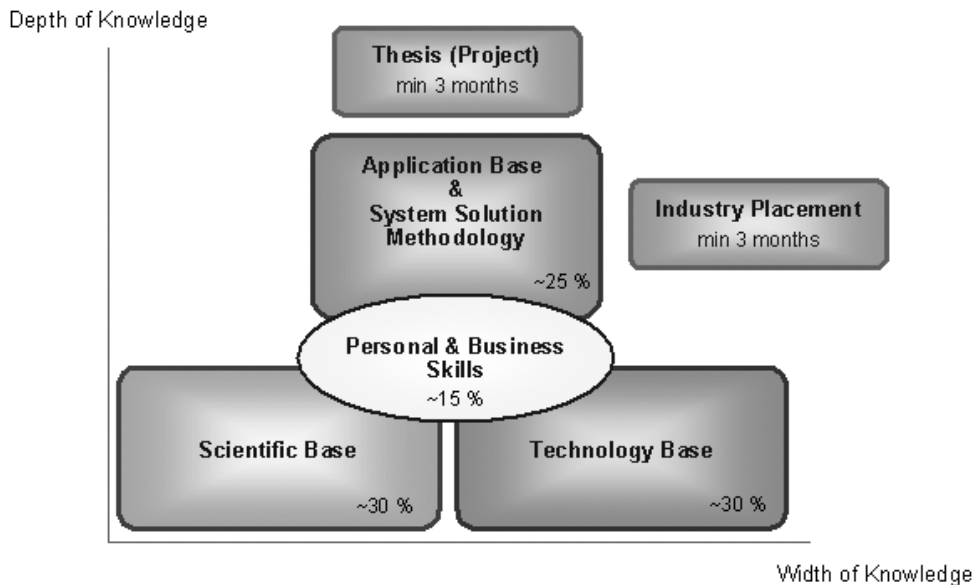 Depth of Knowledge
Thesis (Project)
min 3 months
Application Base
&
System Solution
Methodology
~25 %
Industry Placement
min 3 months
Personal & Business
Skills
~15 %
Scientific Base
~30 %
Technology Base
~30 %
Width of Knowledge